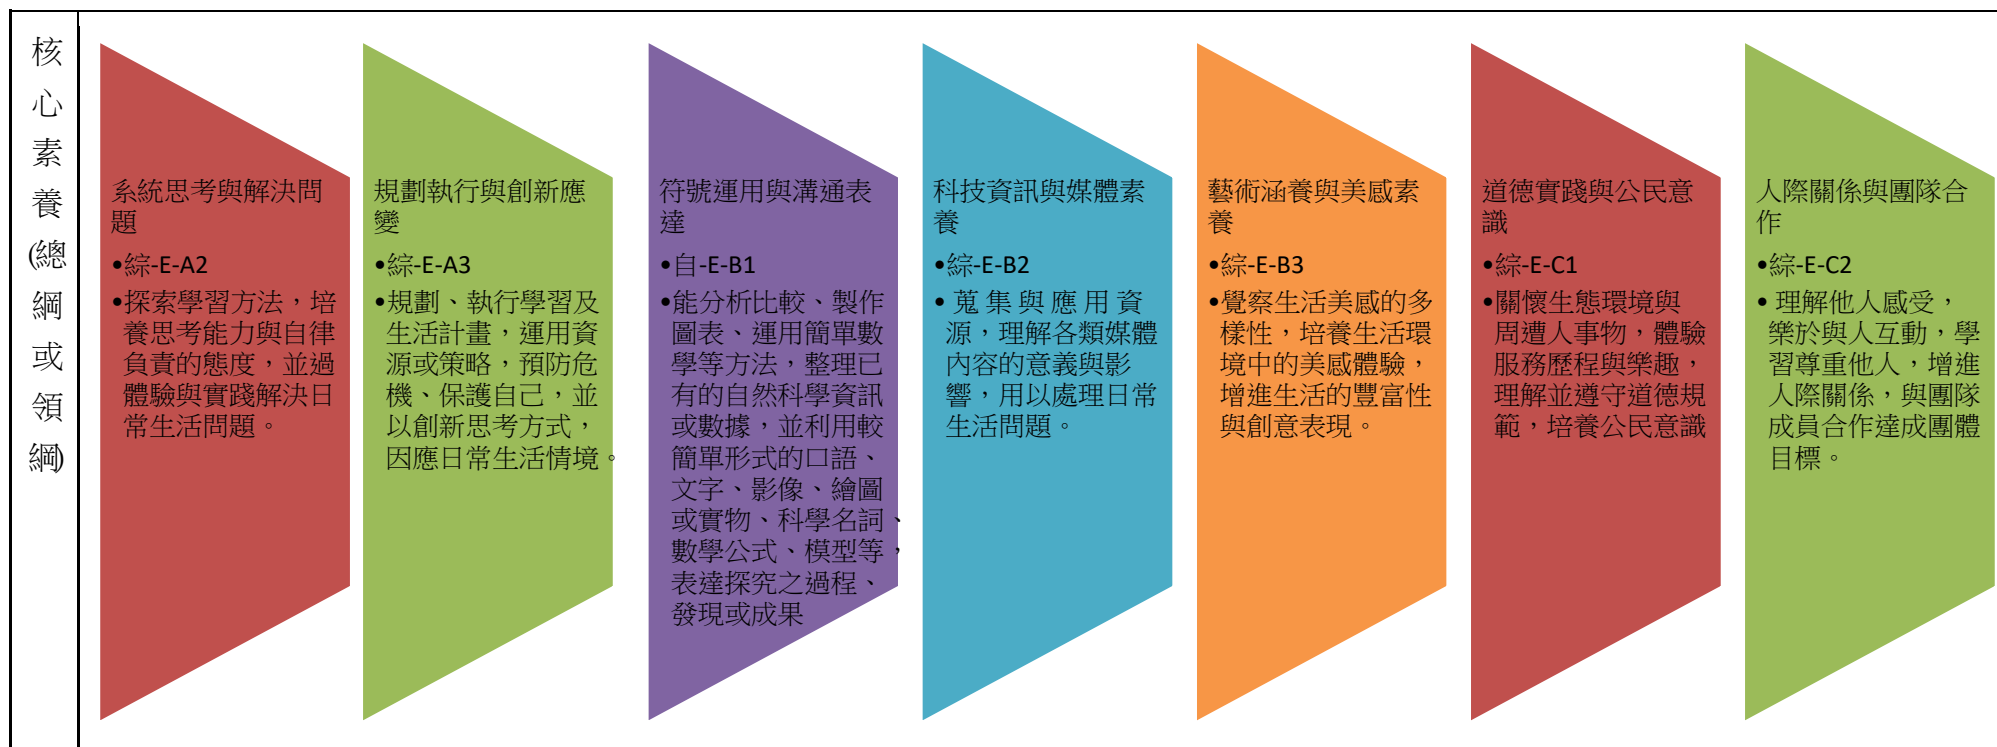 核
心
素
養
(總
綱
或
領
綱)
系統思考與解決問
題
•綜-E-A2
•探索學習方法，培
養思考能力與自律
負責的態度，並過
體驗與實踐解決日
常生活問題。
規劃執行與創新應
變
•綜-E-A3
•規劃、執行學習及
生活計畫，運用資
源或策略，預防危
機、保護自己，並
以創新思考方式，
因應日常生活情境。
符號運用與溝通表
達
•自-E-B1
•能分析比較、製作
圖表、運用簡單數
學等方法，整理已
有的自然科學資訊
或數據，並利用較
簡單形式的口語、
文字、影像、繪圖
或實物、科學名詞、
數學公式、模型等，
表達探究之過程、
發現或成果
科技資訊與媒體素
養
•綜-E-B2
• 蒐集與應用資
源，理解各類媒體
內容的意義與影
響，用以處理日常
生活問題。
藝術涵養與美感素
養
•綜-E-B3
•覺察生活美感的多
樣性，培養生活環
境中的美感體驗，
增進生活的豐富性
與創意表現。
道德實踐與公民意
識
•綜-E-C1
•關懷生態環境與
周遭人事物，體驗
服務歷程與樂趣，
理解並遵守道德規
範，培養公民意識
人際關係與團隊合
作
•綜-E-C2
• 理解他人感受，
樂於與人互動，學
習尊重他人，增進
人際關係，與團隊
成員合作達成團體
目標。